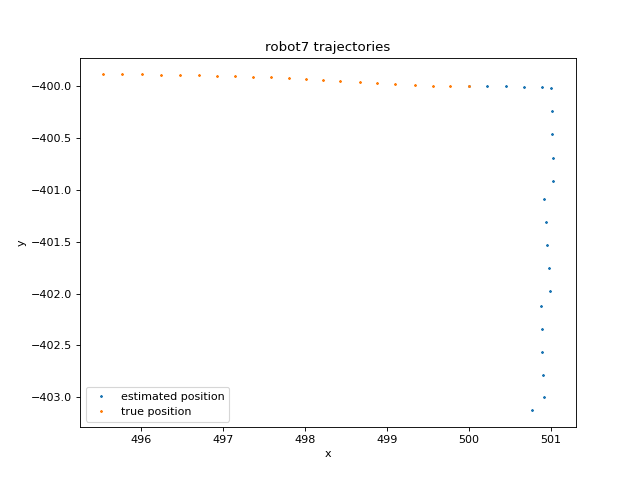 robot7 trajectories
−400.0
−400.5
−401.0
−401.5
−402.0
−402.5
−403.0
y
estimated position
true position
496 497 498 499 500 501
x